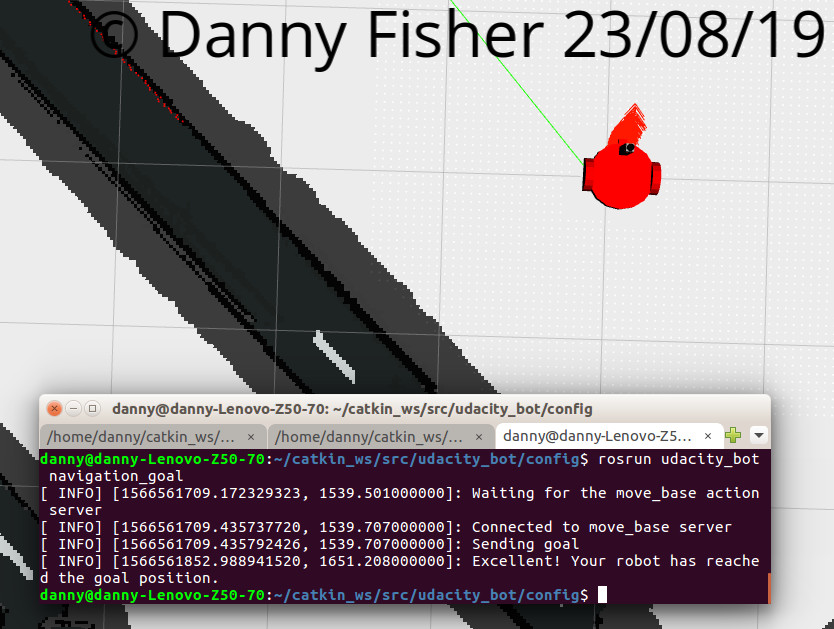 © Danny Fisher 23/08/19
danny@danny-Lenovo-Z50-70: ~/catkin_ws/src/udacity_bot/config
/home/danny/catkin_ws/... × /home/danny/catkin_ws/... × danny@danny-Lenovo-Z5... ×
danny@danny-Lenovo-Z50-70:~/catkin_ws/src/udacity_bot/config$ rosrun udacity_bot
navigation_goal
[ INFO] [1566561709.172329323, 1539.501000000]: Waiting for the move_base action
server
[ INFO] [1566561709.435737720, 1539.707000000]: Connected to move_base server
[ INFO] [1566561709.435792426, 1539.707000000]: Sending goal
[ INFO] [1566561852.988941520, 1651.208000000]: Excellent! Your robot has reache
d the goal position.
danny@danny-Lenovo-Z50-70:~/catkin_ws/src/udacity_bot/config$